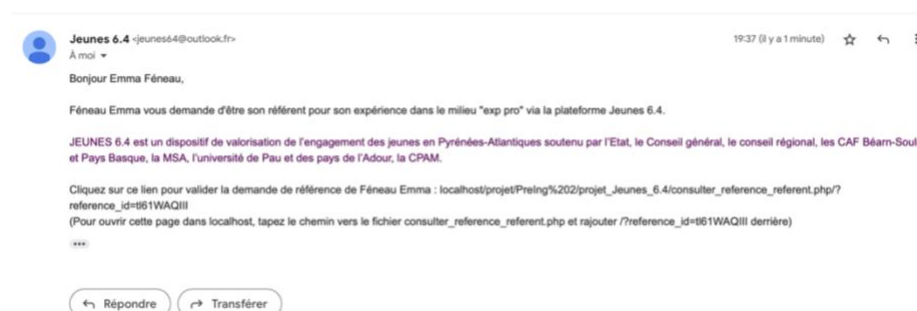 Jeunes 6.4 <jeunes64@outlook.fr>
19:37 (il y a 1 minute)
À moi
Bonjour Emma Féneau,
Féneau Emma vous demande d'être son référent pour son expérience dans le milieu "exp pro" via la plateforme Jeunes 6.4.
JEUNES 6.4 est un dispositif de valorisation de l'engagement des jeunes en Pyrénées-Atlantiques soutenu par l'Etat, le Conseil général, le conseil régional, les CAF Béarn-Soul
et Pays Basque, la MSA, l'université de Pau et des pays de l'Adour, la CPAM.
Cliquez sur ce lien pour valider la demande de référence de Féneau Emma : localhost/projet/PreIng%202/projet_Jeunes_6.4/consulter_reference_referent.php/?
reference_id=tl61WAQIII
(Pour ouvrir cette page dans localhost, tapez le chemin vers le fichier consulter_reference_referent.php et rajouter /?reference_id=tl61WAQIII derrière)
Répondre
Transférer